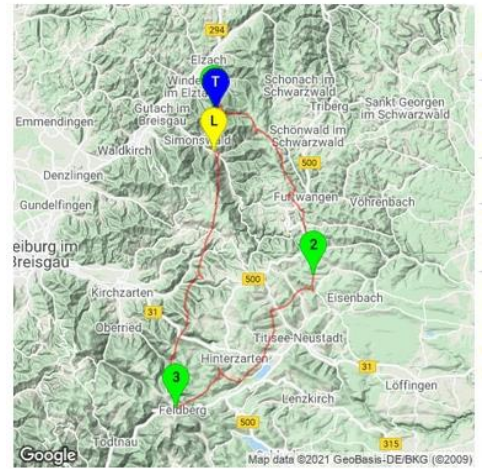 294
Elzach
T
Winden im Elztal
Schonach im Schwarzwald
Gutach im Breisgau
Triberg
Sankt Georgen im Schwarzwald
L
Emmendingen
Simonswald
Schönwald im Schwarzwald
Waldkirch
500
Denzlingen
Furtwangen
Vöhrenbach
Gundelfingen
2
eiburg im Breisgau
500
Kirchzarten
Eisenbach
31
Oberried
Titisee-Neustadt
Hinterzarten
31
3
Löffingen
Feldberg
Lenzkirch
Todtnau
500
315
Google
Map data ©2021 GeoBasis-DE/BKG (©2009)